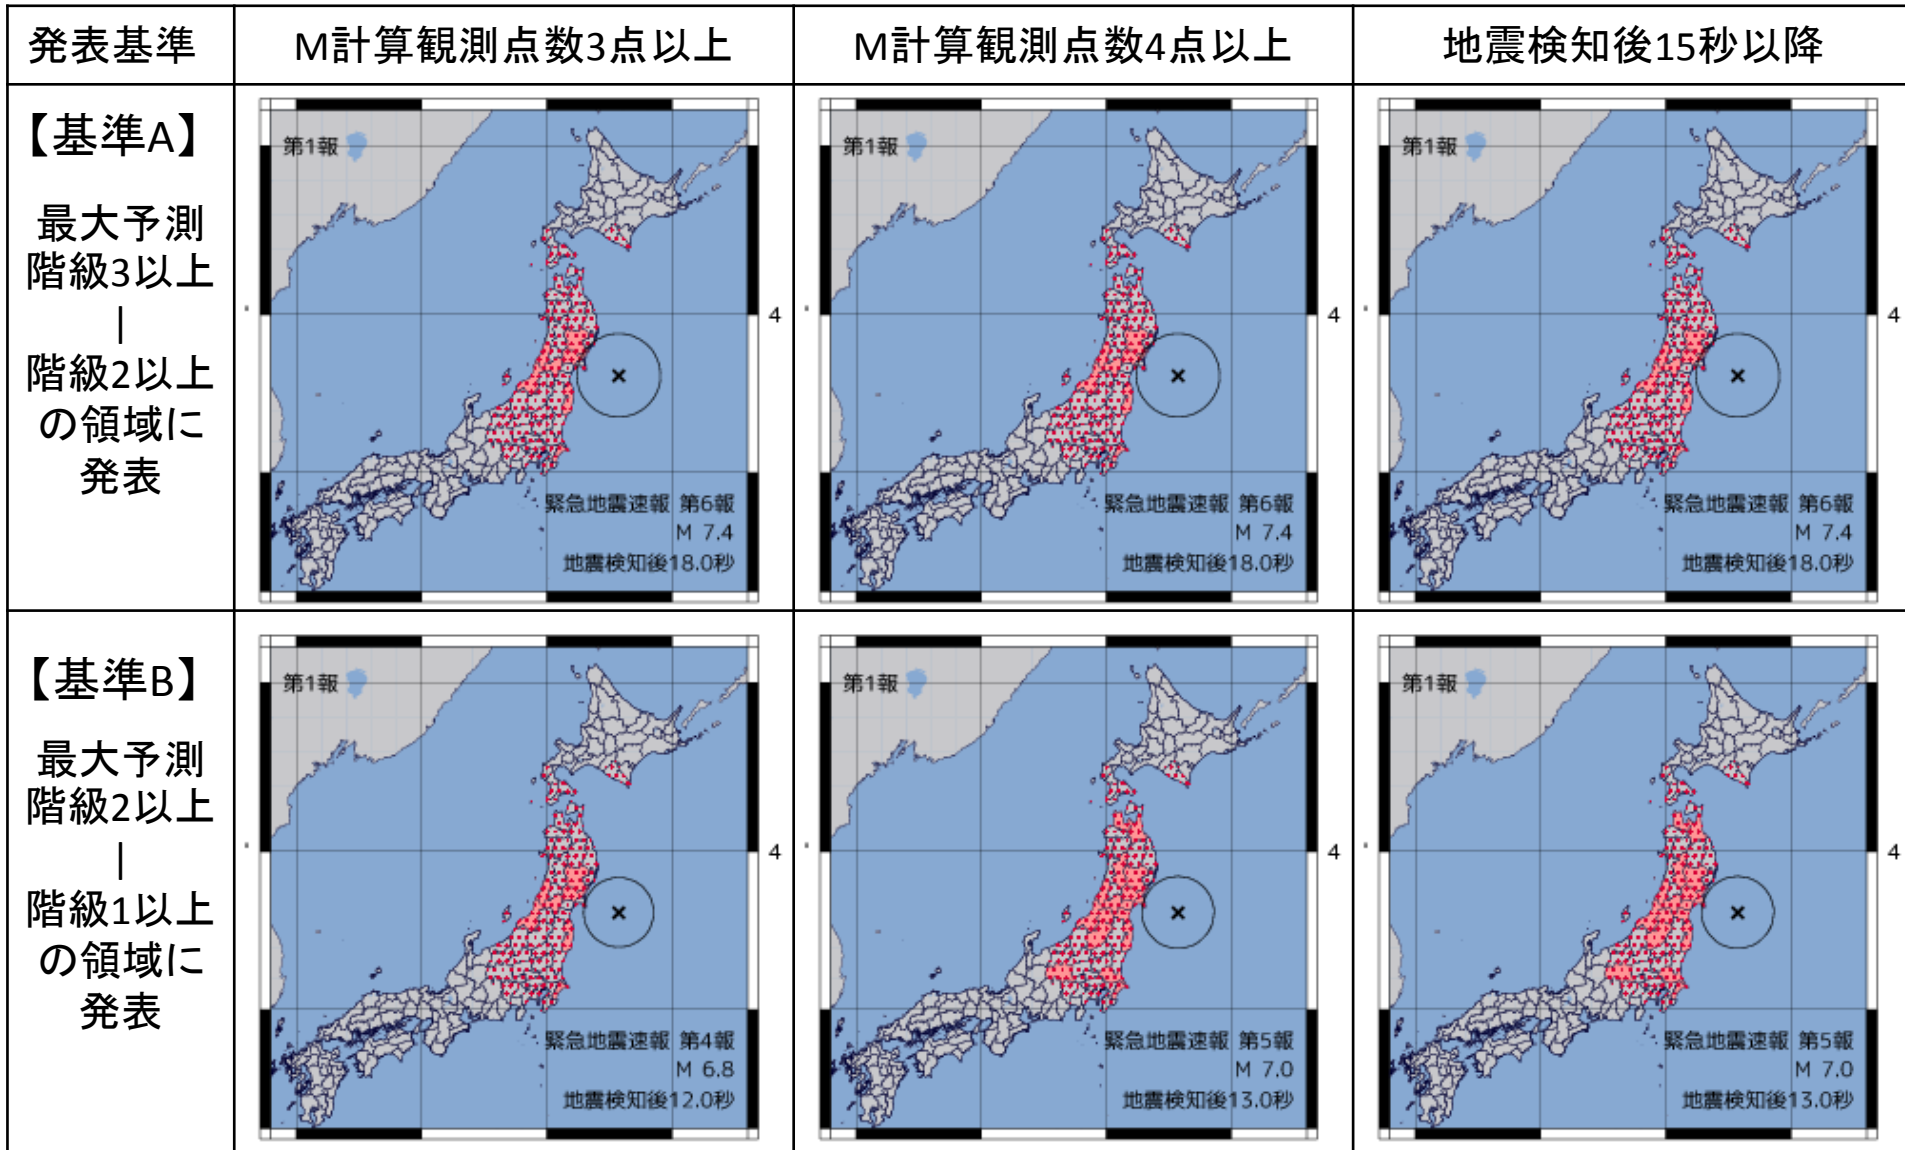 発表基準
M計算観測点数3点以上
M計算観測点数4点以上
地震検知後15秒以降
【基準A】
最大予測
階級3以上
|
階級2以上
の領域に
発表
第1報
4
緊急地震速報 第6報
M 7.4
地震検知後18.0秒
第1報
4
緊急地震速報 第6報
M 7.4
地震検知後18.0秒
第1報
4
緊急地震速報 第6報
M 7.4
地震検知後18.0秒
【基準B】
最大予測
階級2以上
|
階級1以上
の領域に
発表
第1報
4
緊急地震速報 第4報
M 6.8
地震検知後12.0秒
第1報
4
緊急地震速報 第5報
M 7.0
地震検知後13.0秒
第1報
4
緊急地震速報 第5報
M 7.0
地震検知後13.0秒